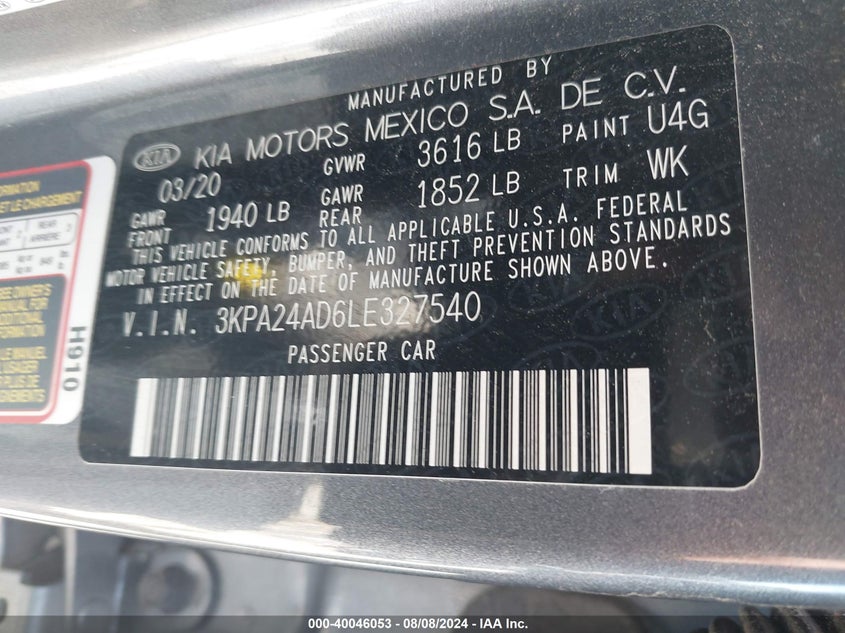 MANUFACTURED BY
KIA KIA MOTORS MEXICO S.A. DE C.V.
03/20 GVWR 3616 LB PAINT U4G
GAWR FRONT 1940 LB GAWR REAR 1852 LB TRIM WK
THIS VEHICLE CONFORMS TO ALL APPLICABLE U.S.A. FEDERAL
MOTOR VEHICLE SAFETY, BUMPER, AND THEFT PREVENTION STANDARDS
IN EFFECT ON THE DATE OF MANUFACTURE SHOWN ABOVE.
V.I.N. 3KPA24AD6LE327540
PASSENGER CAR
H910
000-40046053 - 08/08/2024 - IAA Inc.